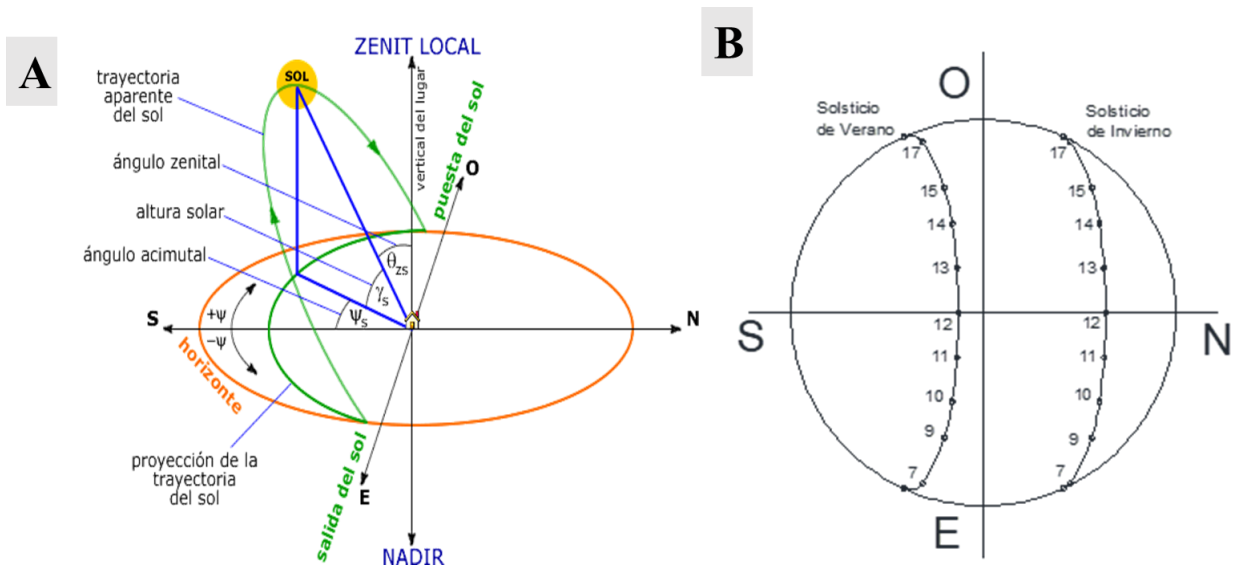 A
ZENIT LOCAL
SOL
trayectoria
aparente
del sol
ángulo zenital
altura solar
ángulo acimutal
vertical del lugar
puesta del sol
O
θzs
γs
ψs
S
+ψ
−ψ
N
horizonte
proyección de la
trayectoria
del sol
salida del sol
E
NADIR
B
O
Solsticio
de Verano
Solsticio
de Invierno
17
17
15
15
14
14
13
13
S
12
12
N
11
11
10
10
9
9
7
7
E